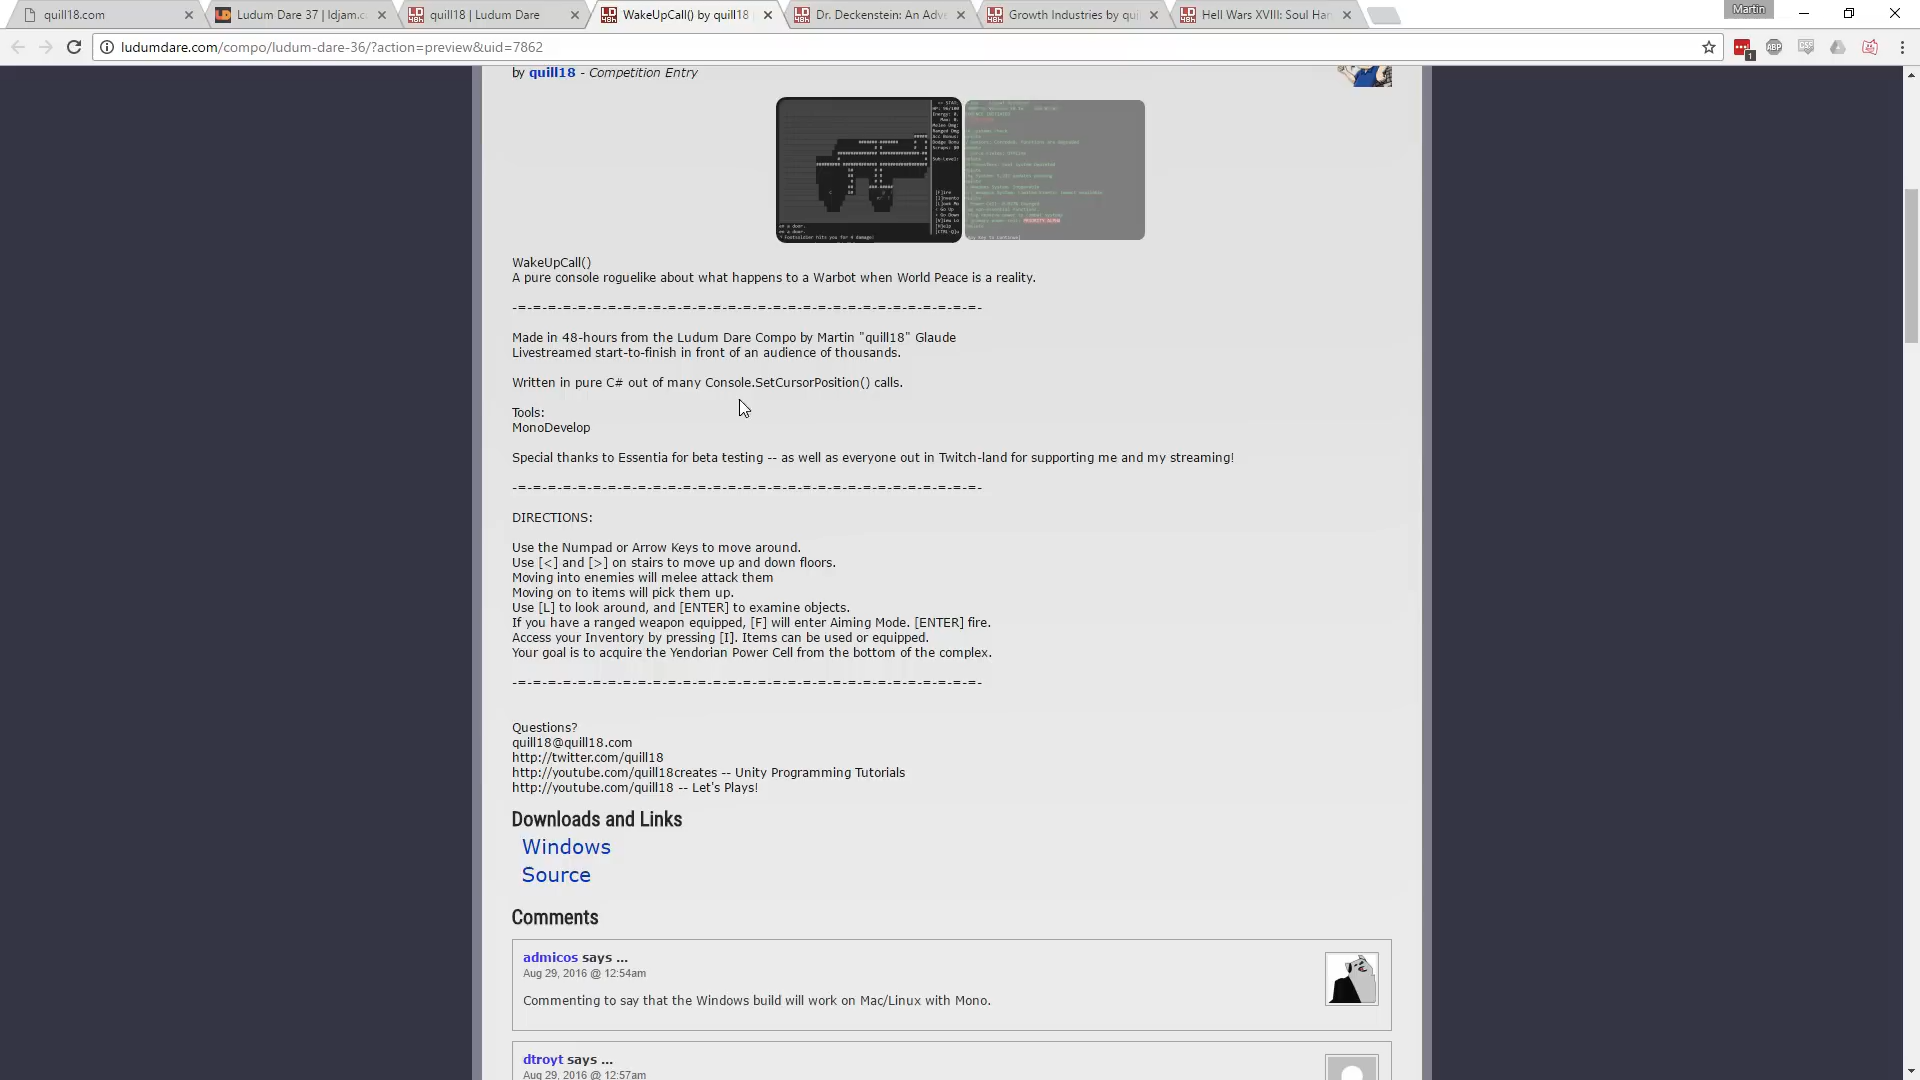 quill18.com
Ludum Dare 37 | ldjam.c
quill18 | Ludum Dare
WakeUpCall() by quill18
Dr. Deckenstein: An Adve
Growth Industries by qui
Hell Wars XVIII: Soul Har
Martin
ludumdare.com/compo/ludum-dare-36/?action=preview&uid=7862
1
ABP
CSS
by quill18 - Competition Entry
WakeUpCall()
A pure console roguelike about what happens to a Warbot when World Peace is a reality.
-=-=-=-=-=-=-=-=-=-=-=-=-=-=-=-=-=-=-=-=-=-=-=-=-=-=-=-=-=-=-=-
Made in 48-hours from the Ludum Dare Compo by Martin "quill18" Glaude
Livestreamed start-to-finish in front of an audience of thousands.
Written in pure C# out of many Console.SetCursorPosition() calls.
Tools:
MonoDevelop
Special thanks to Essentia for beta testing -- as well as everyone out in Twitch-land for supporting me and my streaming!
-=-=-=-=-=-=-=-=-=-=-=-=-=-=-=-=-=-=-=-=-=-=-=-=-=-=-=-=-=-=-=-
DIRECTIONS:
Use the Numpad or Arrow Keys to move around.
Use [<] and [>] on stairs to move up and down floors.
Moving into enemies will melee attack them
Moving on to items will pick them up.
Use [L] to look around, and [ENTER] to examine objects.
If you have a ranged weapon equipped, [F] will enter Aiming Mode. [ENTER] fire.
Access your Inventory by pressing [I]. Items can be used or equipped.
Your goal is to acquire the Yendorian Power Cell from the bottom of the complex.
-=-=-=-=-=-=-=-=-=-=-=-=-=-=-=-=-=-=-=-=-=-=-=-=-=-=-=-=-=-=-=-
Questions?
quill18@quill18.com
http://twitter.com/quill18
http://youtube.com/quill18creates -- Unity Programming Tutorials
http://youtube.com/quill18 -- Let's Plays!
Downloads and Links
Windows
Source
Comments
admicos says ...
Aug 29, 2016 @ 12:54am
Commenting to say that the Windows build will work on Mac/Linux with Mono.
dtroyt says ...
Aug 29, 2016 @ 12:57am